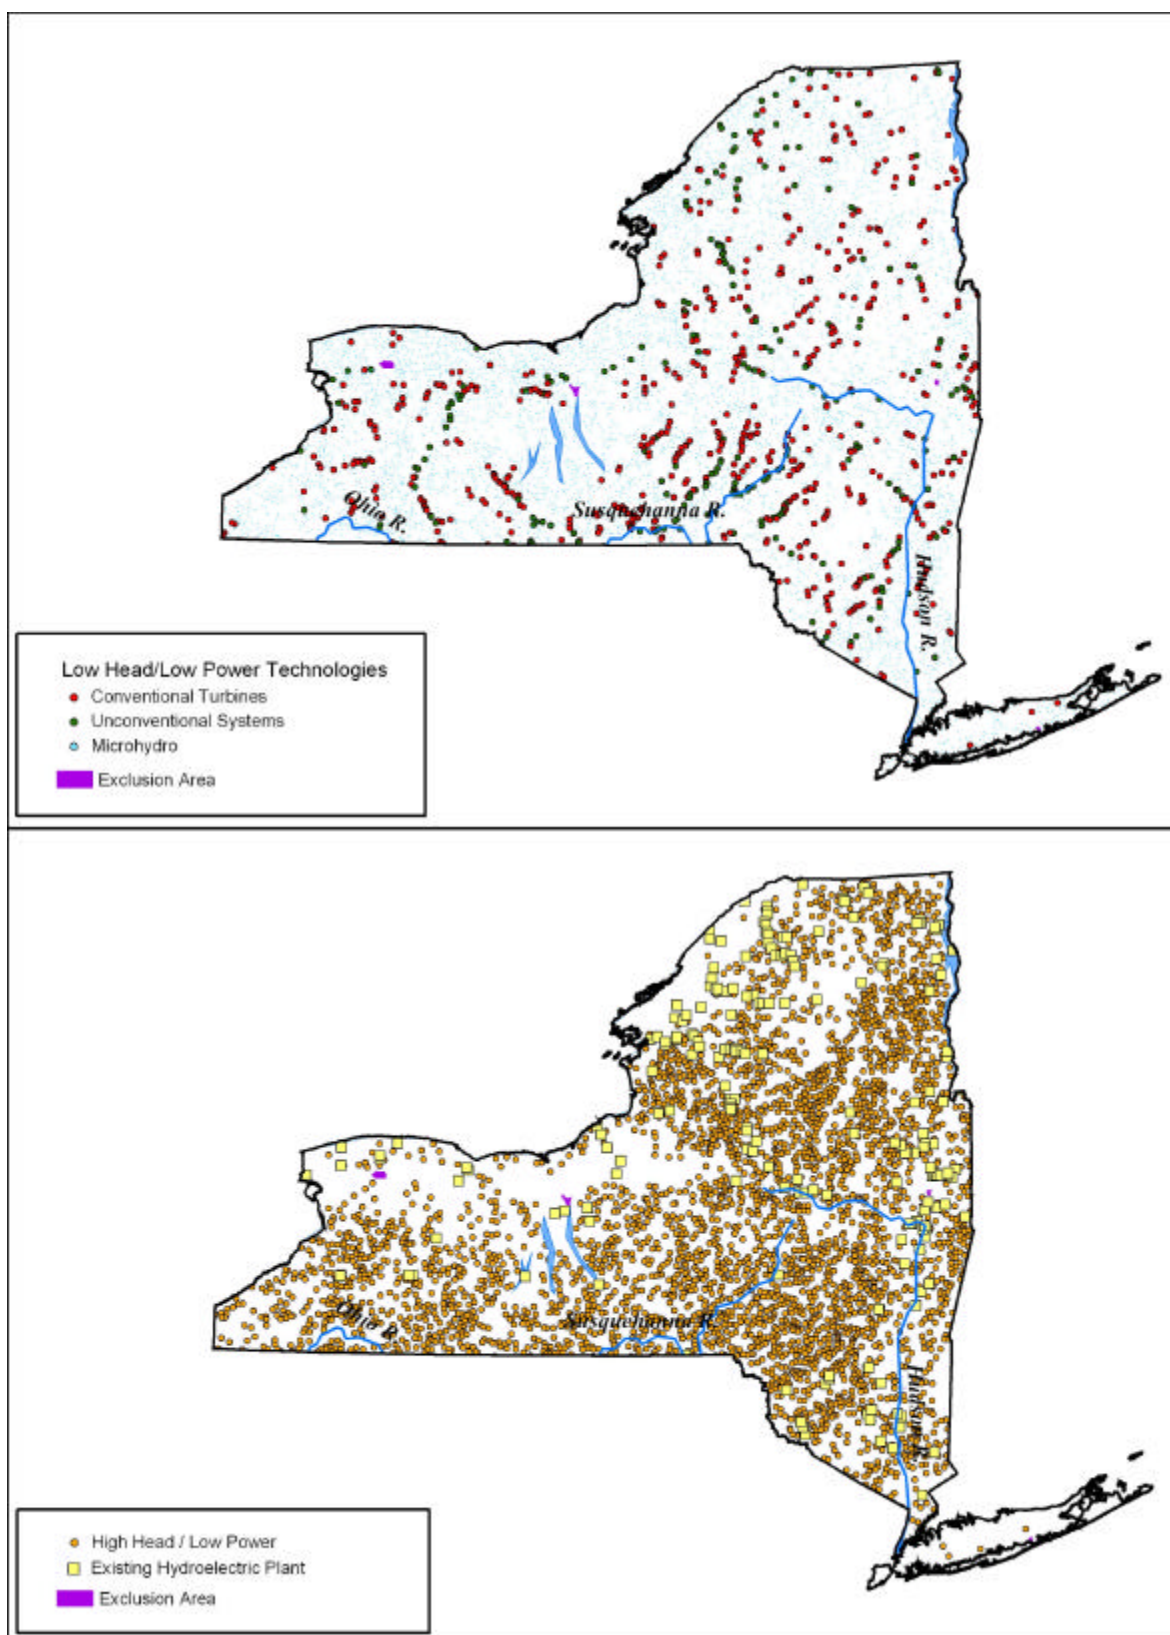 Ohio R.
Susquehanna R.
Hudson R.
Low Head/Low Power Technologies
Conventional Turbines
Unconventional Systems
Microhydro
Exclusion Area
Ohio R.
Susquehanna R.
Hudson R.
High Head / Low Power
Existing Hydroelectric Plant
Exclusion Area